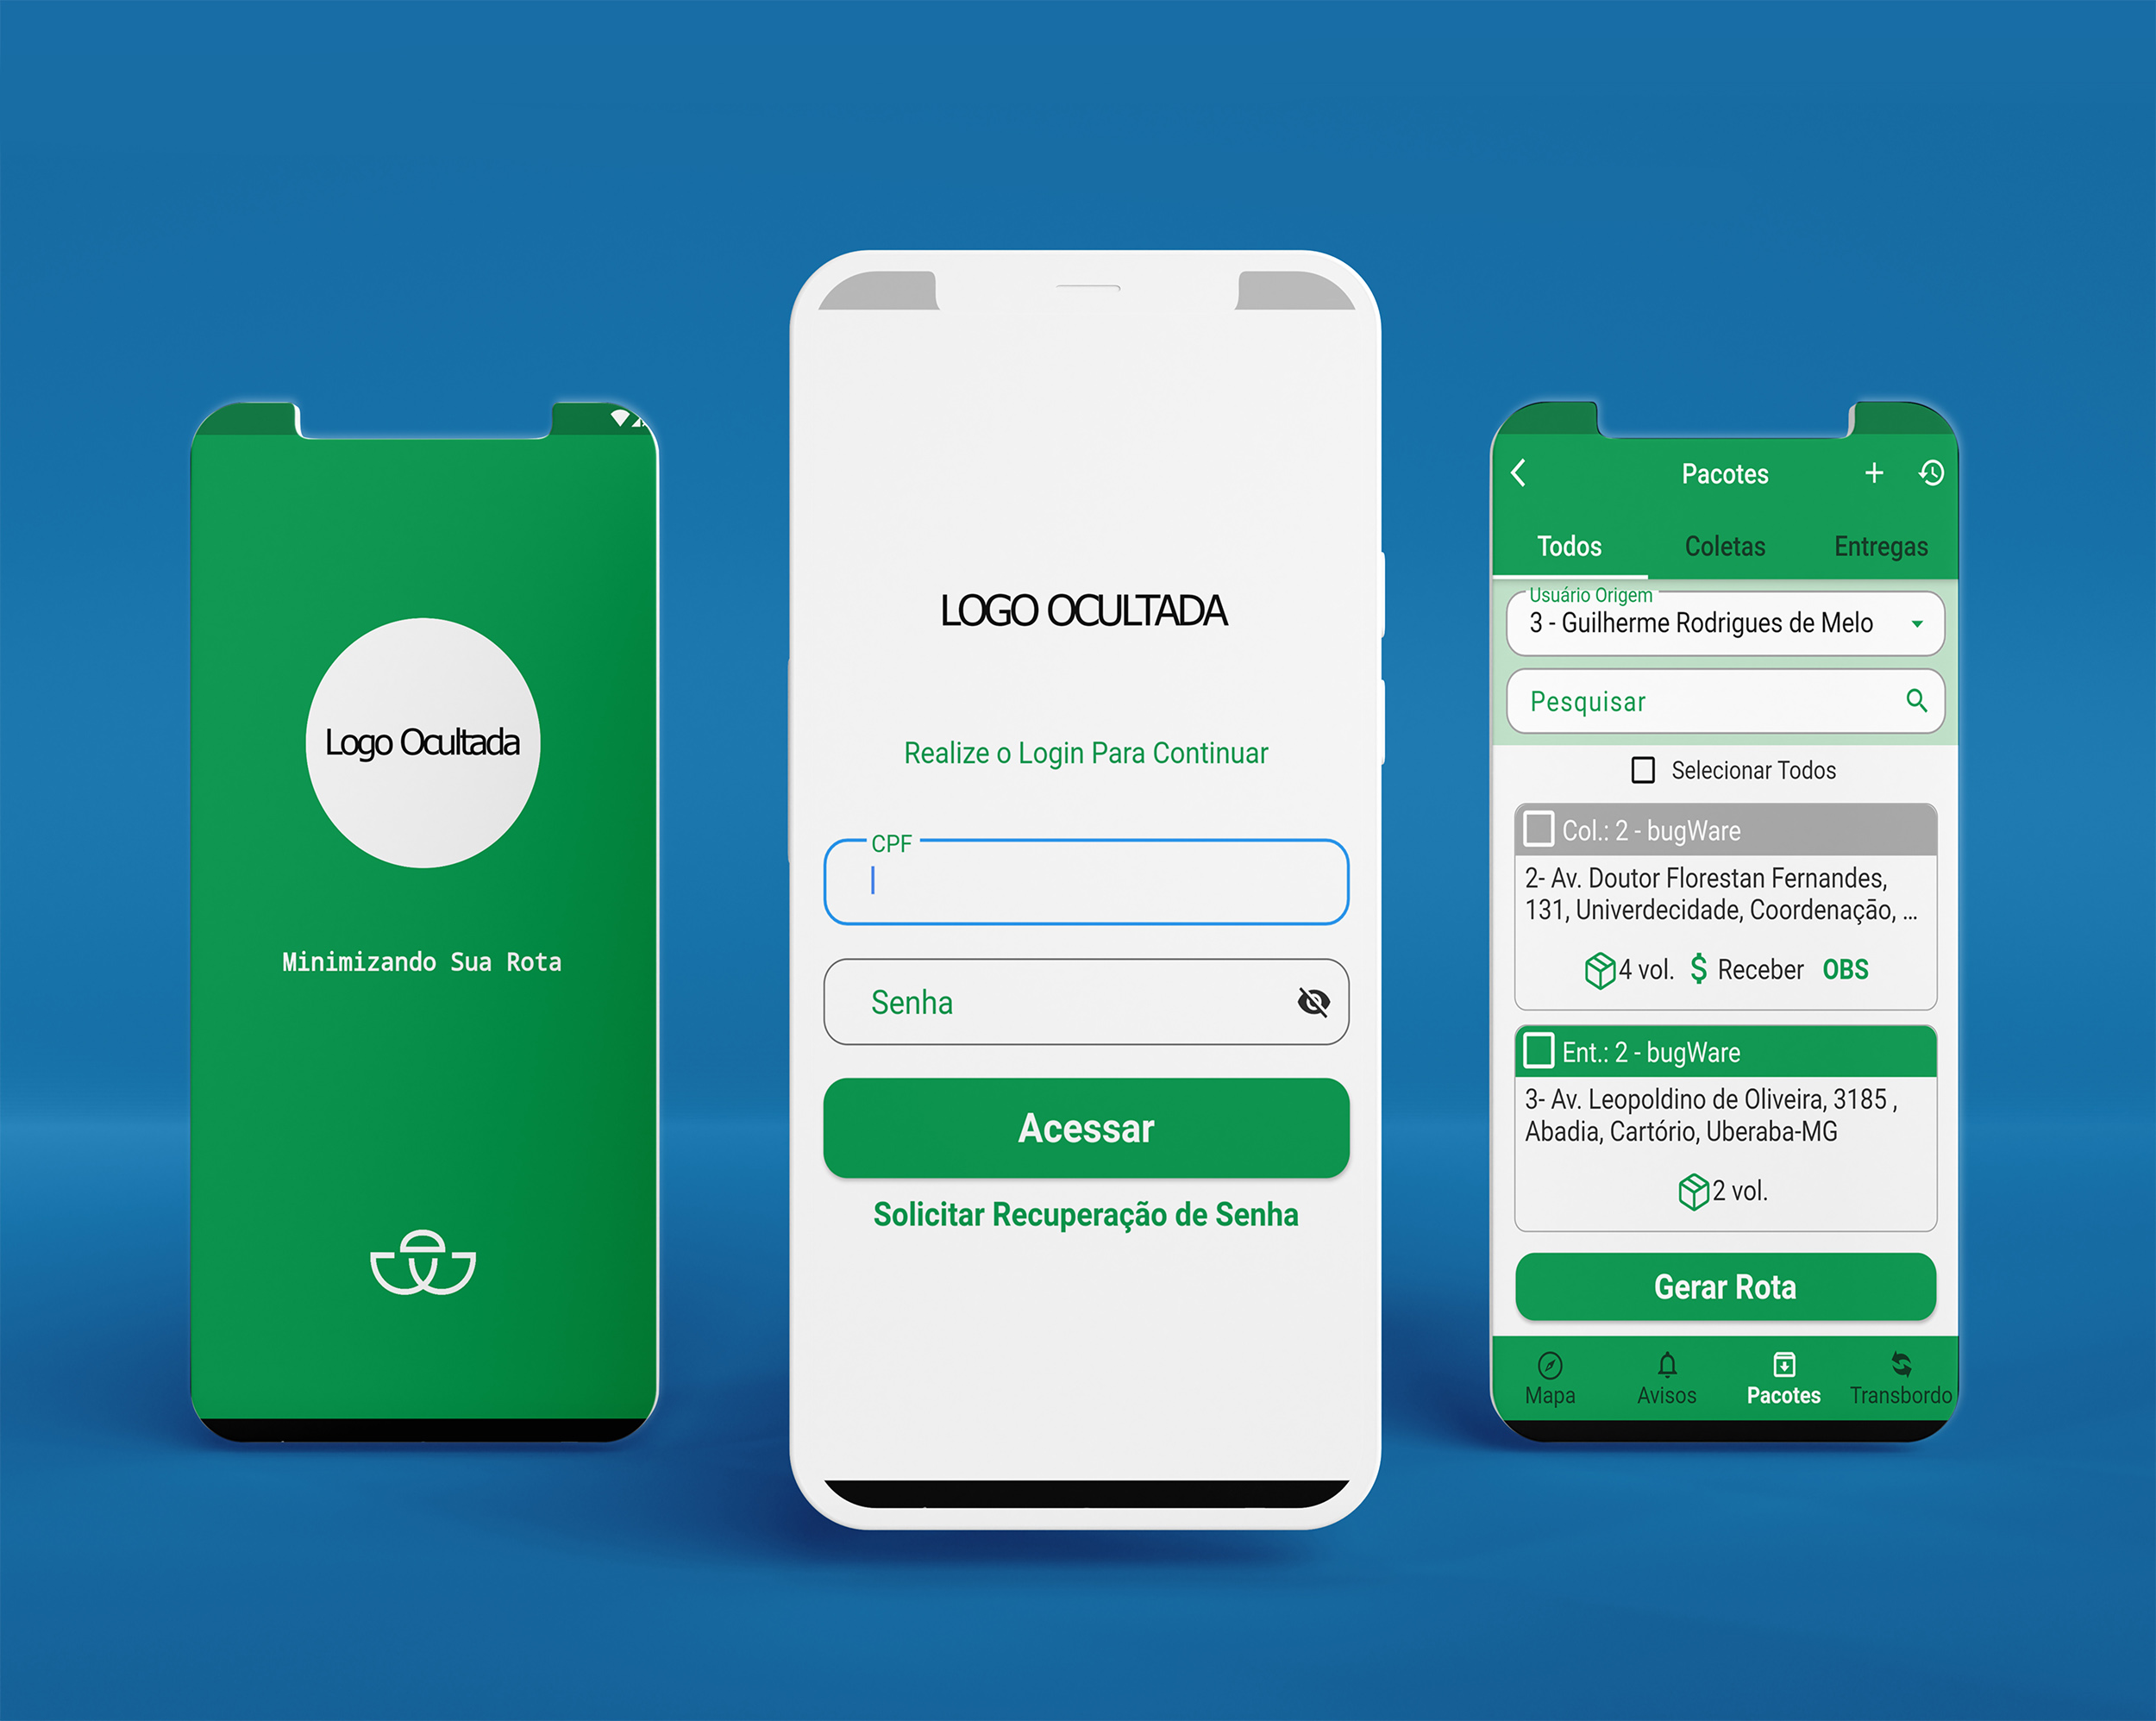 Logo Ocultada
Minimizando Sua Rota
LOGO OCULTADA
Realize o Login Para Continuar
CPF
Senha
Acessar
Solicitar Recuperação de Senha
Pacotes
Todos Coletas Entregas
Usuário Origem
3 - Guilherme Rodrigues de Melo
Pesquisar
Selecionar Todos
Col.: 2 - bugWare
2- Av. Doutor Florestan Fernandes,
131, Univerdecidade, Coordenação, ...
4 vol. $ Receber OBS
Ent.: 2 - bugWare
3- Av. Leopoldino de Oliveira, 3185 ,
Abadia, Cartório, Uberaba-MG
2 vol.
Gerar Rota
Mapa Avisos Pacotes Transbordo